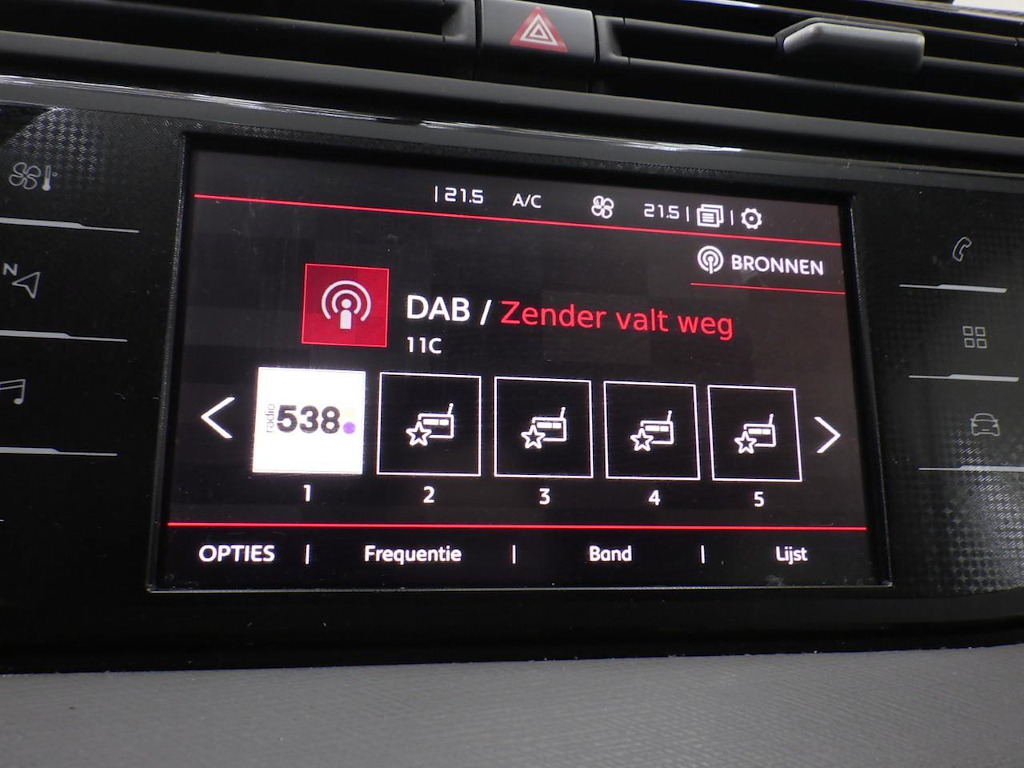 21.5 A/C 21.5
BRONNEN
DAB / Zender valt weg
11C
N
radio 538
1 2 3 4 5
OPTIES Frequentie Band Lijst